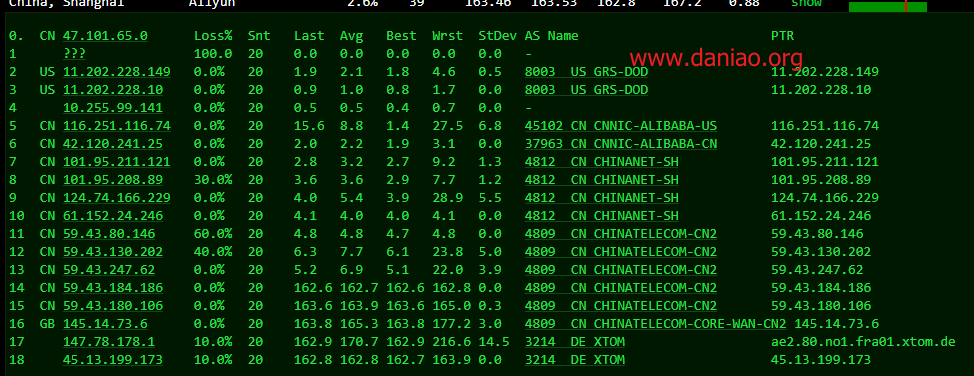 China, Shanghai Aliyun 2.6% 39 163.46 163.53 162.8 167.2 0.88 show
0. CN 47.101.65.0 Loss% Snt Last Avg Best Wrst StDev AS Name PTR
1 ??? 100.0 20 0.0 0.0 0.0 0.0 0.0 -
www.daniao.org
2 US 11.202.228.149 0.0% 20 1.9 2.1 1.8 4.6 0.5 8003 US GRS-DOD 11.202.228.149
3 US 11.202.228.10 0.0% 20 0.9 1.0 0.8 1.7 0.0 8003 US GRS-DOD 11.202.228.10
4 10.255.99.141 0.0% 20 0.5 0.5 0.4 0.7 0.0 -
5 CN 116.251.116.74 0.0% 20 15.6 8.8 1.4 27.5 6.8 45102 CN CNNIC-ALIBABA-US 116.251.116.74
6 CN 42.120.241.25 0.0% 20 2.0 2.2 1.9 3.1 0.0 37963 CN CNNIC-ALIBABA-CN 42.120.241.25
7 CN 101.95.211.121 0.0% 20 2.8 3.2 2.7 9.2 1.3 4812 CN CHINANET-SH 101.95.211.121
8 CN 101.95.208.89 30.0% 20 3.6 3.6 2.9 7.7 1.2 4812 CN CHINANET-SH 101.95.208.89
9 CN 124.74.166.229 0.0% 20 4.0 5.4 3.9 28.9 5.5 4812 CN CHINANET-SH 124.74.166.229
10 CN 61.152.24.246 0.0% 20 4.1 4.0 4.0 4.1 0.0 4812 CN CHINANET-SH 61.152.24.246
11 CN 59.43.80.146 60.0% 20 4.8 4.8 4.7 4.8 0.0 4809 CN CHINATELECOM-CN2 59.43.80.146
12 CN 59.43.130.202 40.0% 20 6.3 7.7 6.1 23.8 5.0 4809 CN CHINATELECOM-CN2 59.43.130.202
13 CN 59.43.247.62 0.0% 20 5.2 6.9 5.1 22.0 3.9 4809 CN CHINATELECOM-CN2 59.43.247.62
14 CN 59.43.184.186 0.0% 20 162.6 162.7 162.6 162.8 0.0 4809 CN CHINATELECOM-CN2 59.43.184.186
15 CN 59.43.180.106 0.0% 20 163.6 163.9 163.6 165.0 0.3 4809 CN CHINATELECOM-CN2 59.43.180.106
16 GB 145.14.73.6 0.0% 20 163.8 165.3 163.8 177.2 3.0 4809 CN CHINATELECOM-CORE-WAN-CN2 145.14.73.6
17 147.78.178.1 10.0% 20 162.9 170.7 162.9 216.6 14.5 3214 DE XTOM ae2.80.no1.fra01.xtom.de
18 45.13.199.173 10.0% 20 162.8 162.8 162.7 163.9 0.0 3214 DE XTOM 45.13.199.173